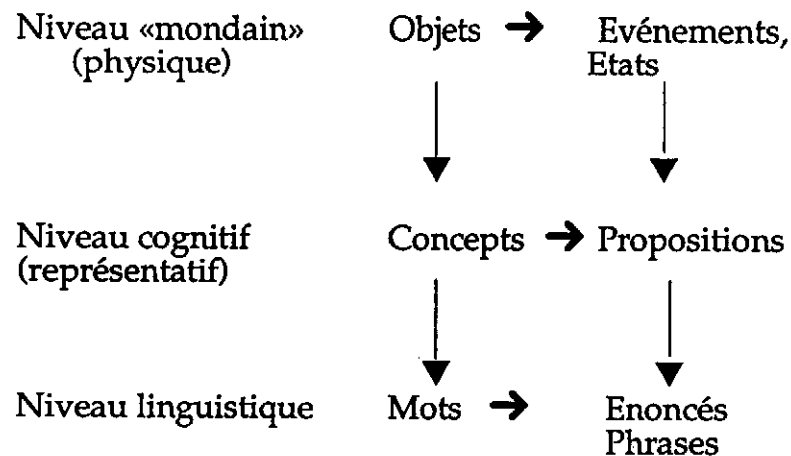 Niveau «mondain» Objets → Evénements,
(physique) Etats
Niveau cognitif Concepts → Propositions
(représentatif)
Niveau linguistique Mots → Enoncés
Phrases